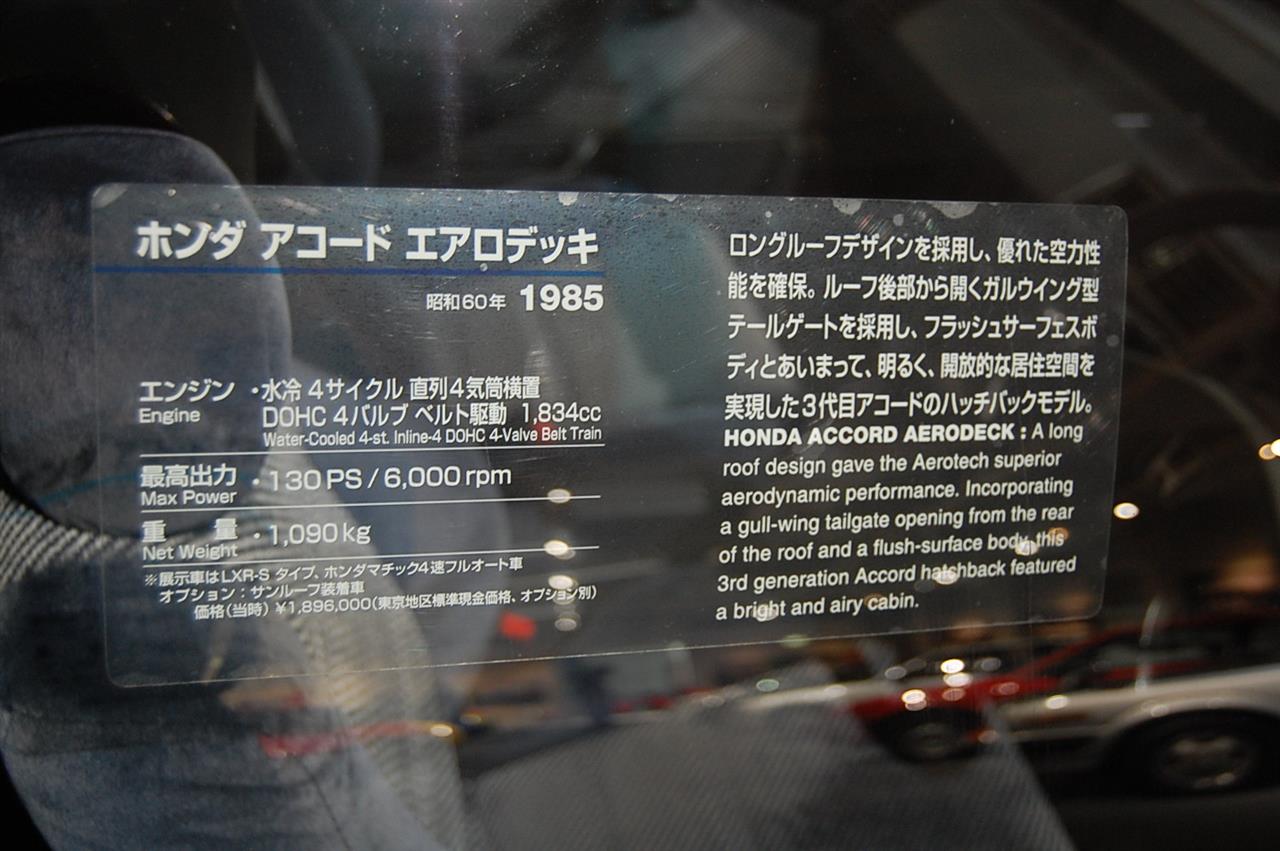 ホンダ アコード エアロデッキ
昭和60年 1985
エンジン ・水冷 4サイクル 直列4気筒横置
Engine DOHC 4バルブ ベルト駆動 1,834cc
Water-Cooled 4-st. Inline-4 DOHC 4-Valve Belt Train
最高出力 ・130 PS / 6,000 rpm
Max Power
重 量 ・1,090 kg
Net Weight
※展示車はLXR-S タイプ、ホンダマチック4速フルオート車
オプション：サンルーフ装着車
価格（当時）¥1,896,000（東京地区標準現金価格、オプション別）
ロングルーフデザインを採用し、優れた空力性
能を確保。ルーフ後部から開くガルウイング型
テールゲートを採用し、フラッシュサーフェスボ
ディとあいまって、明るく、開放的な居住空間を
実現した3代目アコードのハッチバックモデル。
HONDA ACCORD AERODECK : A long
roof design gave the Aerotech superior
aerodynamic performance. Incorporating
a gull-wing tailgate opening from the rear
of the roof and a flush-surface body, this
3rd generation Accord hatchback featured
a bright and airy cabin.